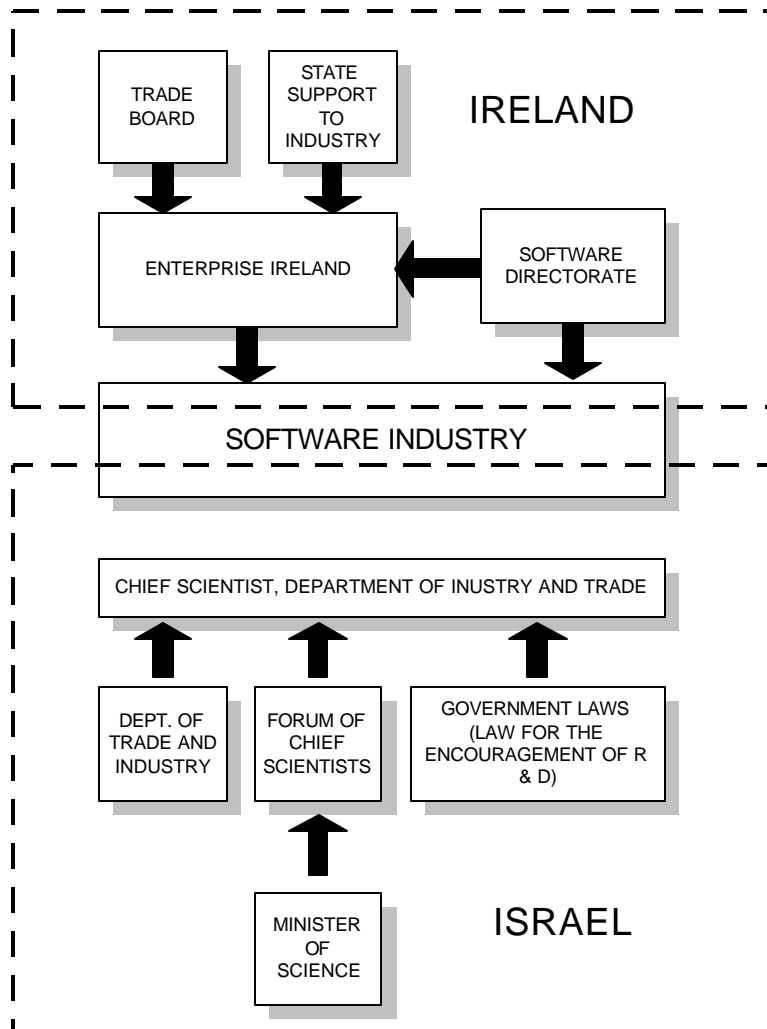 TRADE
BOARD
STATE
SUPPORT
TO
INDUSTRY
IRELAND
ENTERPRISE IRELAND
SOFTWARE
DIRECTORATE
SOFTWARE INDUSTRY
CHIEF SCIENTIST, DEPARTMENT OF INUSTRY AND TRADE
DEPT. OF
TRADE AND
INDUSTRY
FORUM OF
CHIEF
SCIENTISTS
GOVERNMENT LAWS
(LAW FOR THE
ENCOURAGEMENT OF R
& D)
MINISTER
OF
SCIENCE
ISRAEL